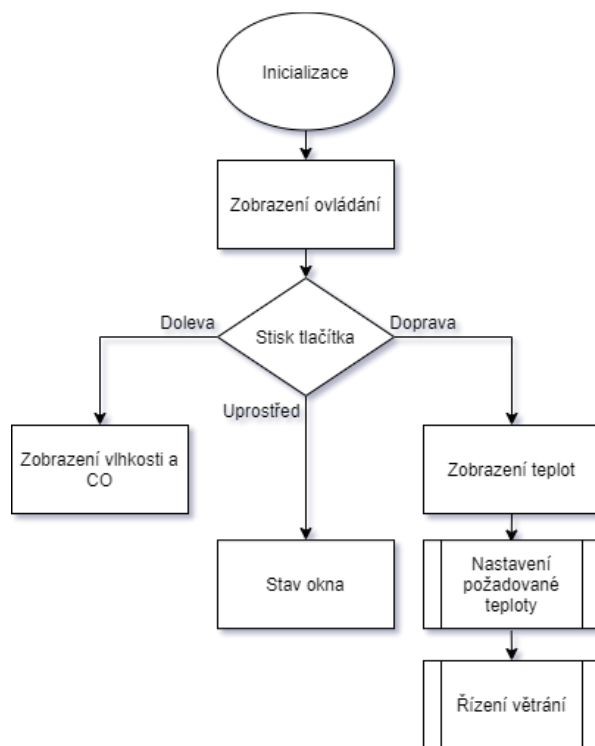 Inicializace
Zobrazení ovládání
Stisk tlačítka
Doleva
Doprava
Uprostřed
Zobrazení vlhkosti a
CO
Zobrazení teplot
Stav okna
Nastavení
požadované
teploty
Řízení větrání